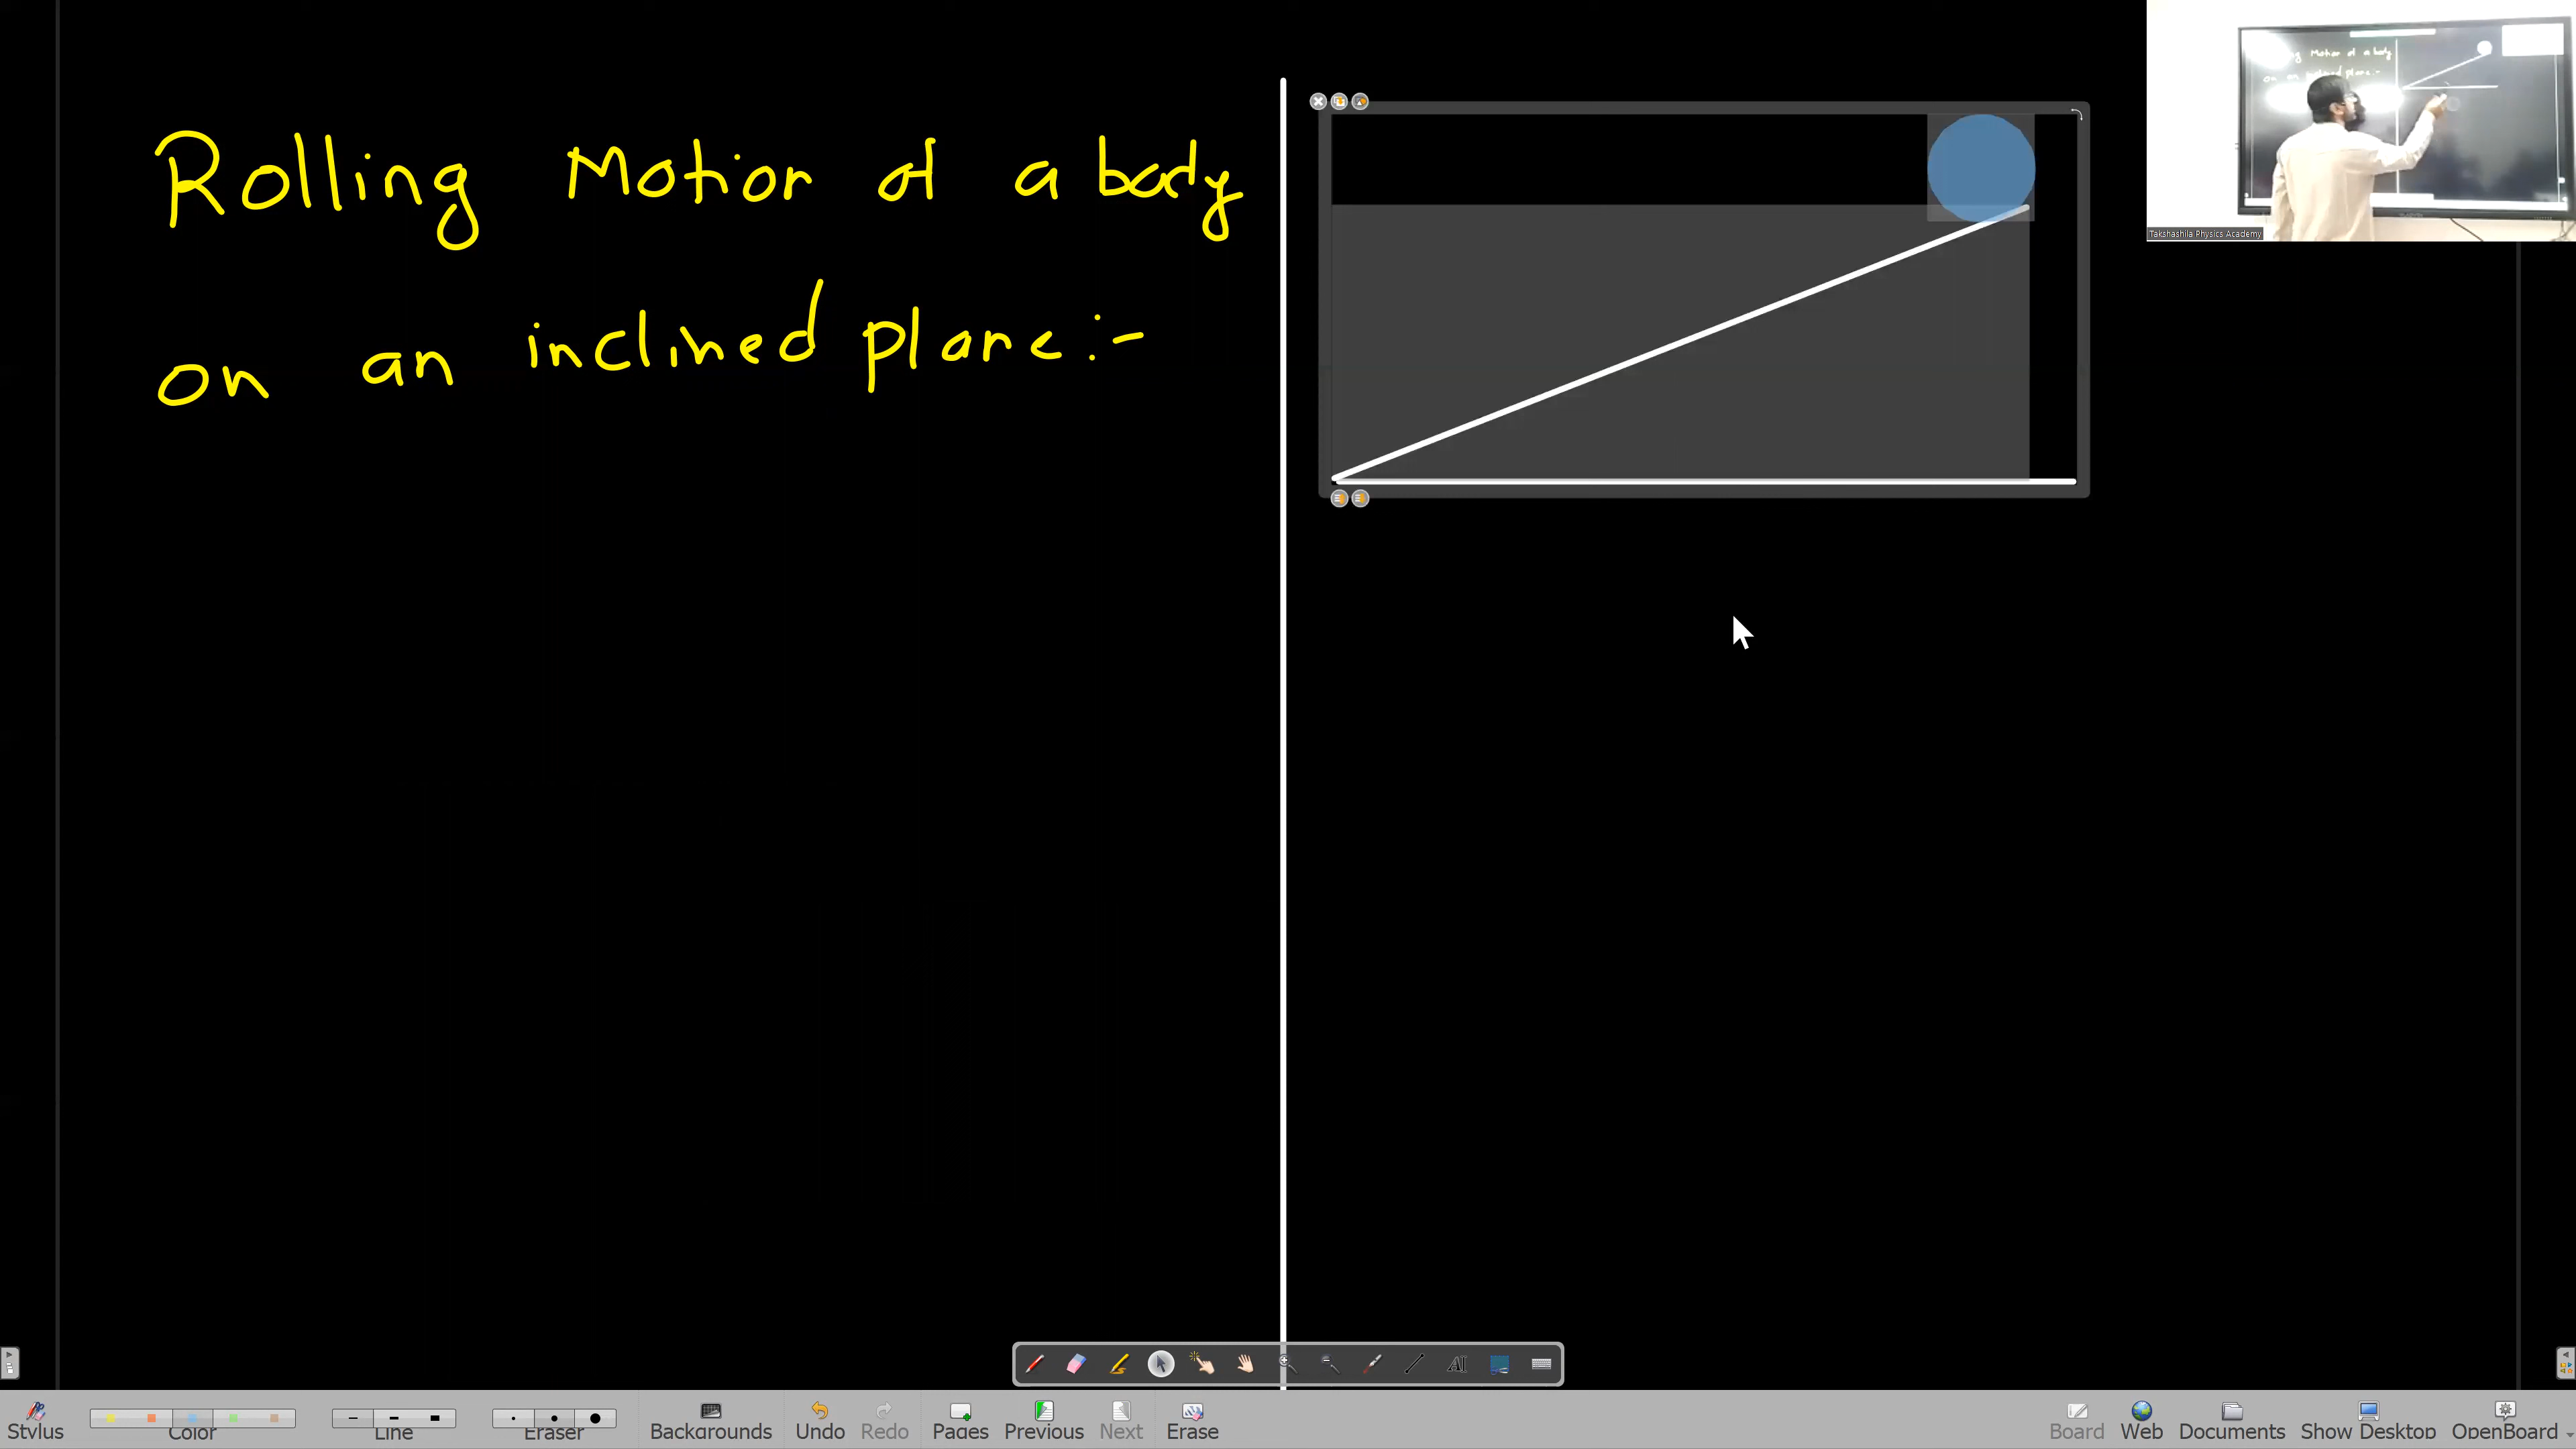 Rolling Motion of a body
on an inclined plane:-
Takshashila Physics Academy
Stylus
Color
Line
Eraser
Backgrounds
Undo
Redo
Pages
Previous
Next
Erase
Board
Web
Documents
Show Desktop
OpenBoard